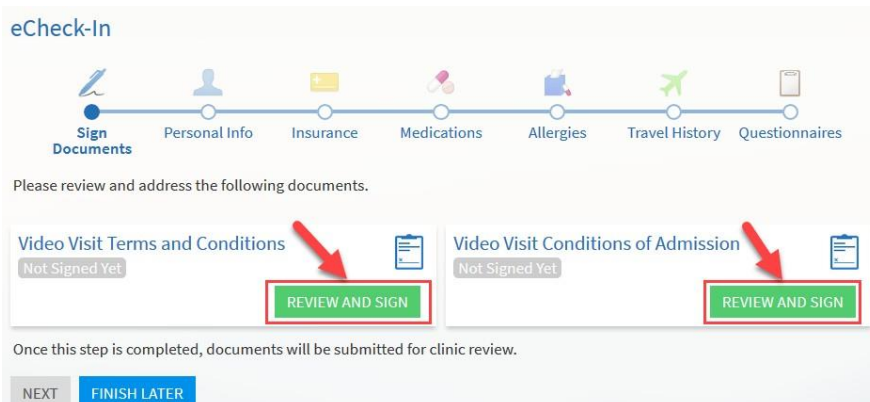 eCheck-In
Sign Documents
Personal Info
Insurance
Medications
Allergies
Travel History
Questionnaires
Please review and address the following documents.
Video Visit Terms and Conditions
Not Signed Yet
REVIEW AND SIGN
Video Visit Conditions of Admission
Not Signed Yet
REVIEW AND SIGN
Once this step is completed, documents will be submitted for clinic review.
NEXT
FINISH LATER